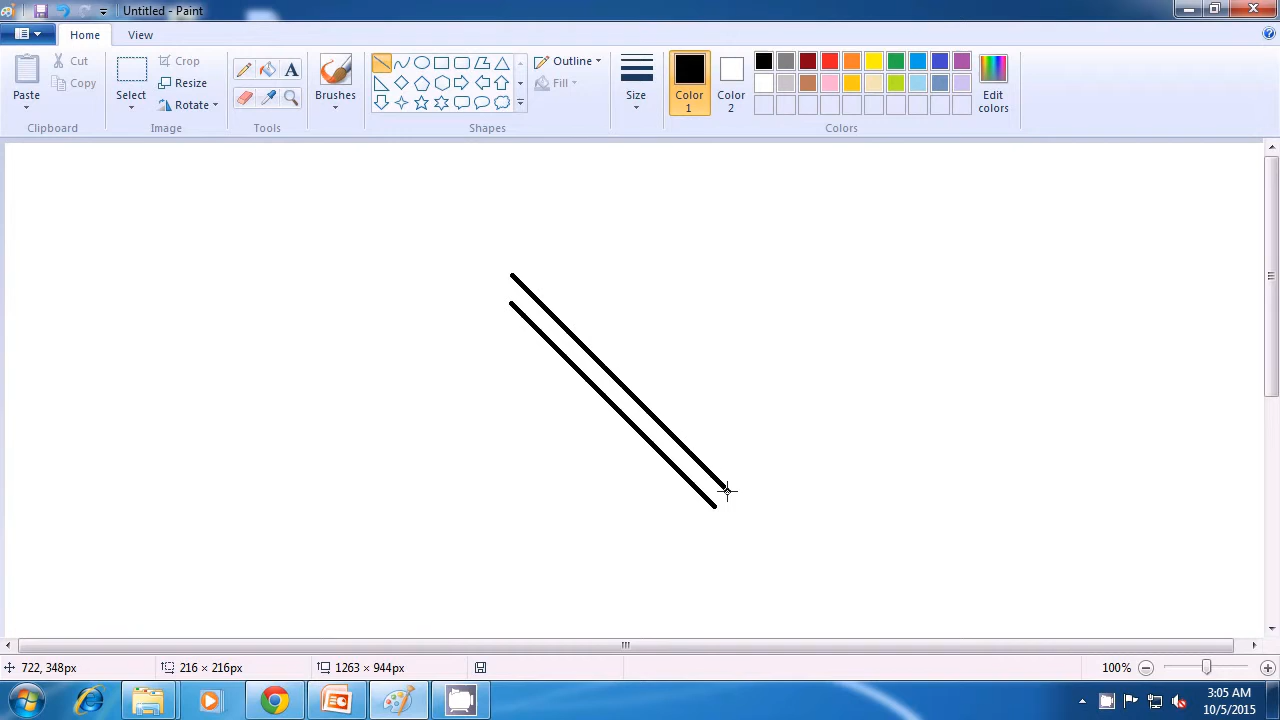 Untitled - Paint
Home View
Paste
Cut
Copy
Clipboard
Select
Crop
Resize
Rotate
Image
A
Tools
Brushes
Outline
Fill
Shapes
Size
Color 1
Color 2
Edit colors
Colors
722, 348px 216 × 216px 1263 × 944px 100%
3:05 AM
10/5/2015